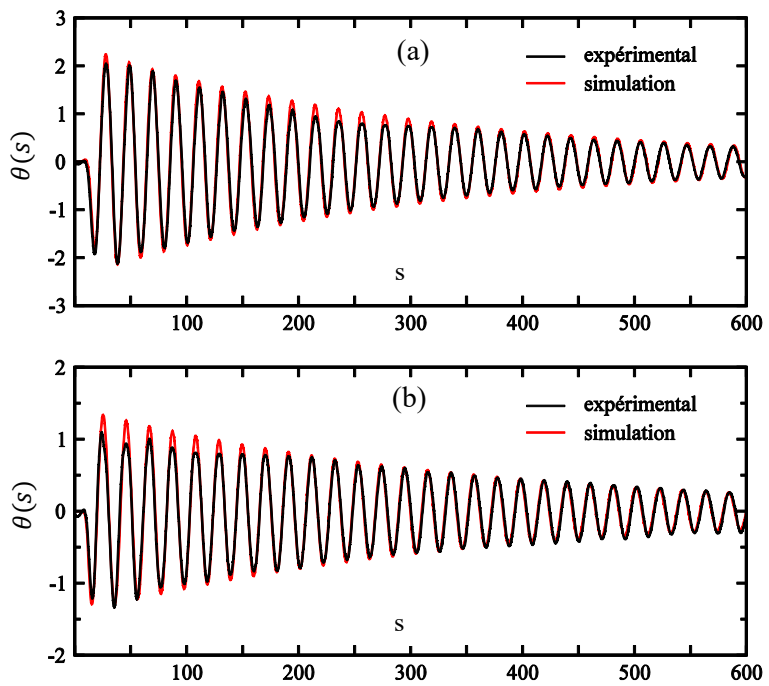 3
(a)
expérimental
2
simulation
1
θ(s)
0
-1
-2
s
-3
100 200 300 400 500 600
2
(b)
expérimental
simulation
1
θ(s)
0
-1
s
-2
100 200 300 400 500 600